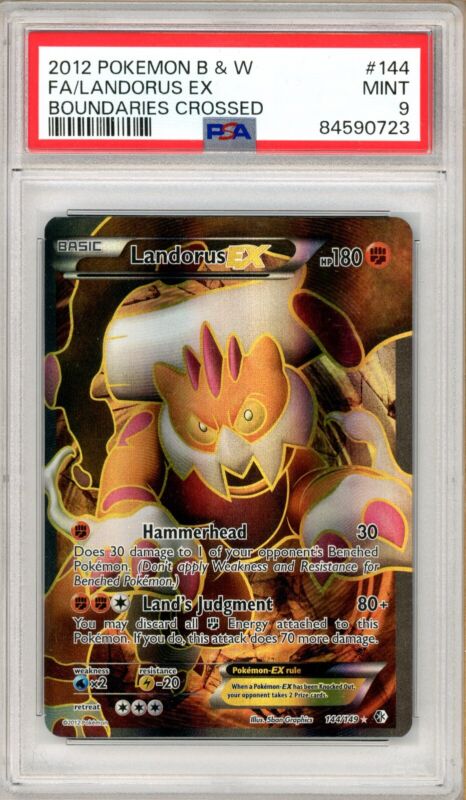 2012 POKEMON B & W #144
FA/LANDORUS EX MINT
BOUNDARIES CROSSED 9
PSA 84590723
BASIC Landorus EX HP180
Hammerhead 30
Does 30 damage to 1 of your opponent's Benched
Pokémon. (Don't apply Weakness and Resistance for
Benched Pokémon.)
Land's Judgment 80+
You may discard all Energy attached to this
Pokémon. If you do, this attack does 70 more damage.
weakness resistance
×2 -20
retreat
Pokémon-EX rule
When a Pokémon-EX has been Knocked Out,
your opponent takes 2 Prize cards.
©2012 Pokémon Illus. 5ban Graphics 144/149